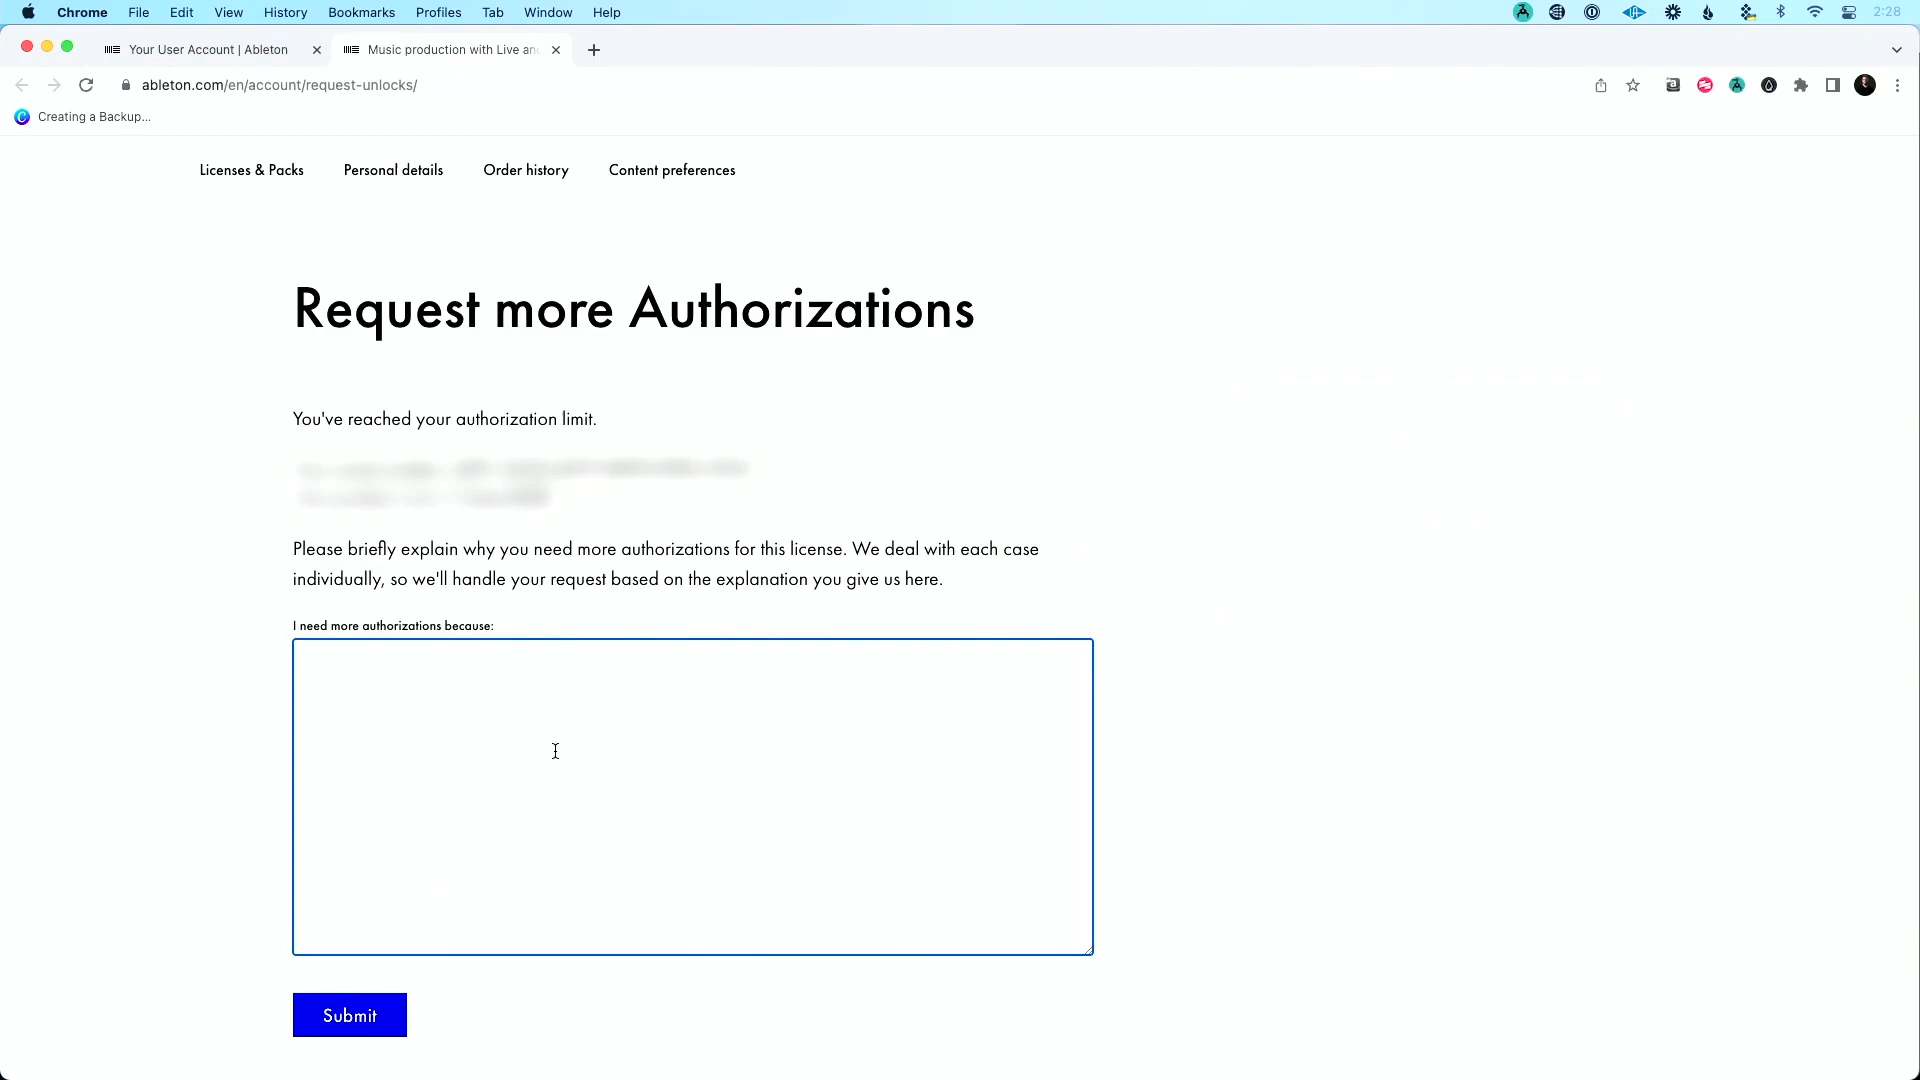 Chrome File Edit View History Bookmarks Profiles Tab Window Help 2:28
Your User Account | Ableton Music production with Live an
ableton.com/en/account/request-unlocks/
Creating a Backup...
Licenses & Packs Personal details Order history Content preferences
Request more Authorizations
You've reached your authorization limit.
Please briefly explain why you need more authorizations for this license. We deal with each case
individually, so we'll handle your request based on the explanation you give us here.
I need more authorizations because:
Submit